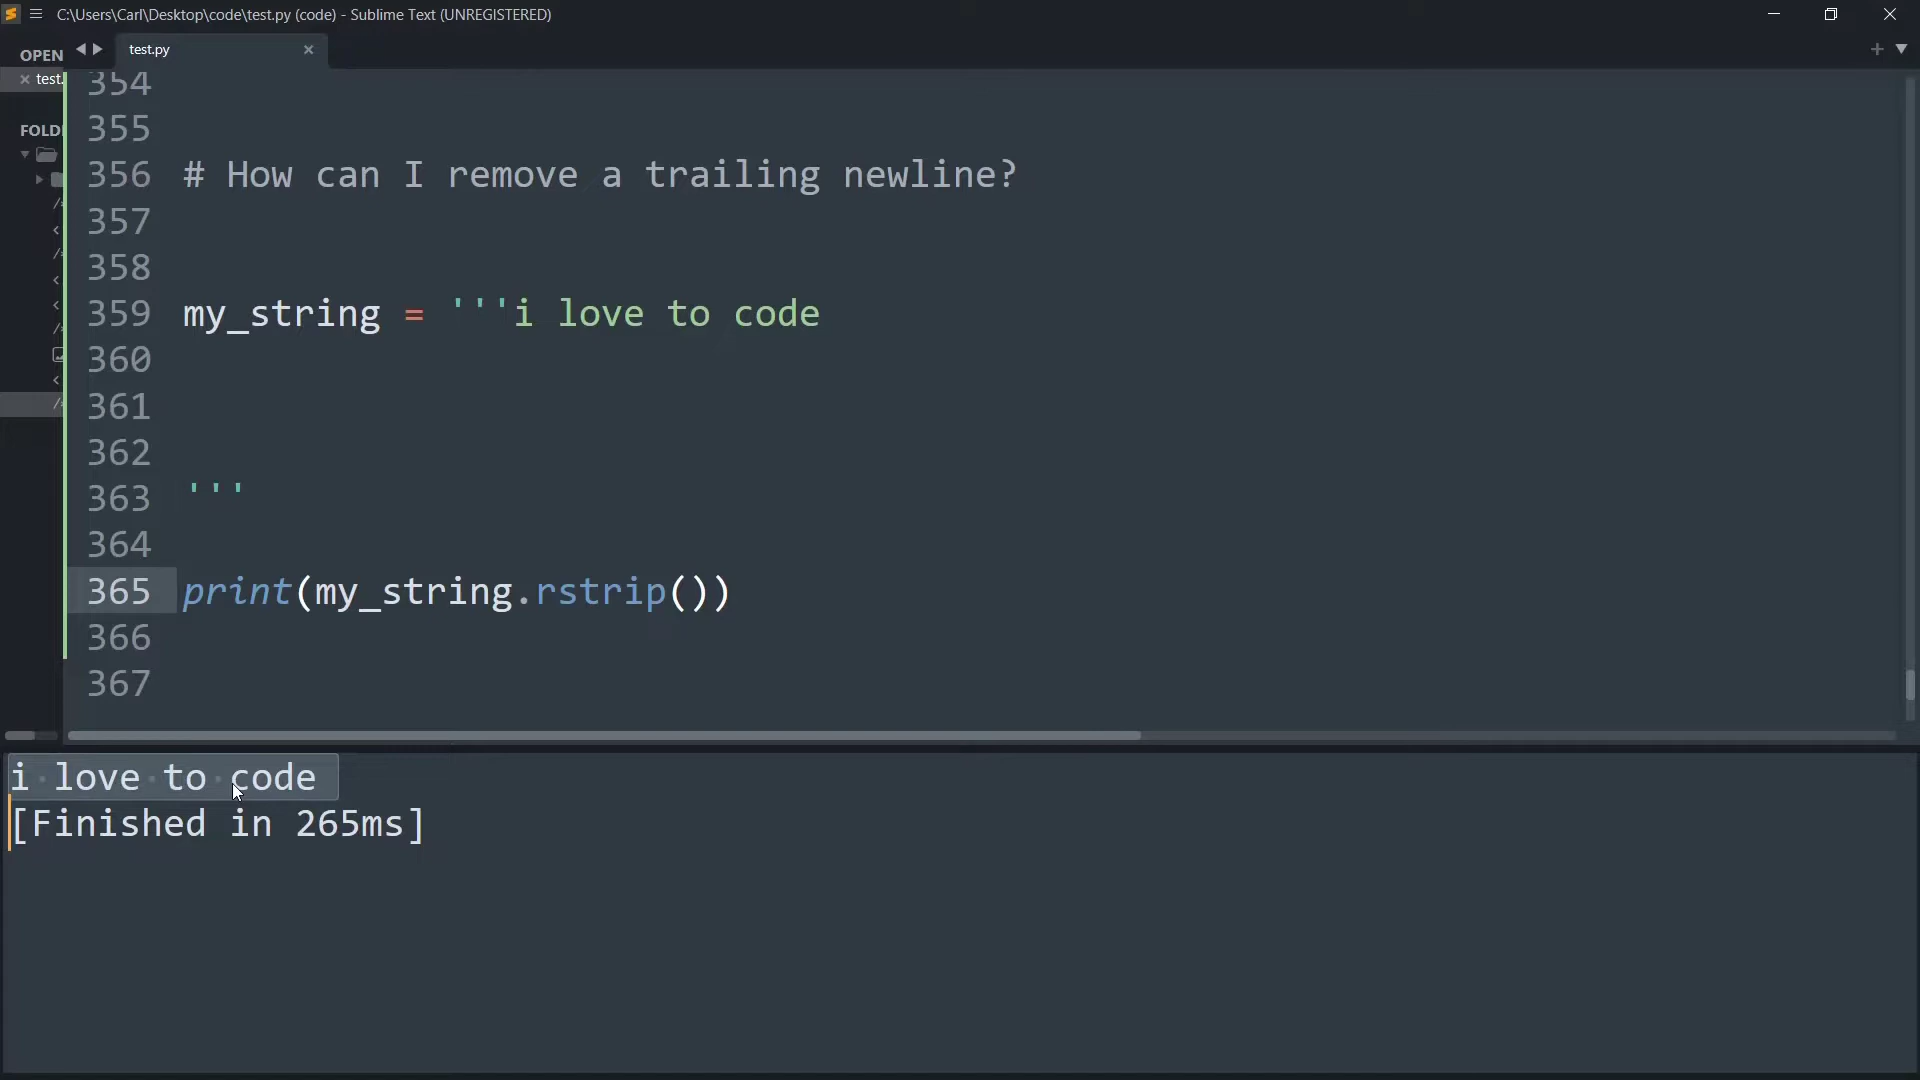 C:\Users\Carl\Desktop\code\test.py (code) - Sublime Text (UNREGISTERED)
OPEN
test.py
test.
354
355
FOLD
356 # How can I remove a trailing newline?
357
358
359 my_string = '''i love to code
360
361
362
363 '''
364
365 print(my_string.rstrip())
366
367
i love to code
[Finished in 265ms]